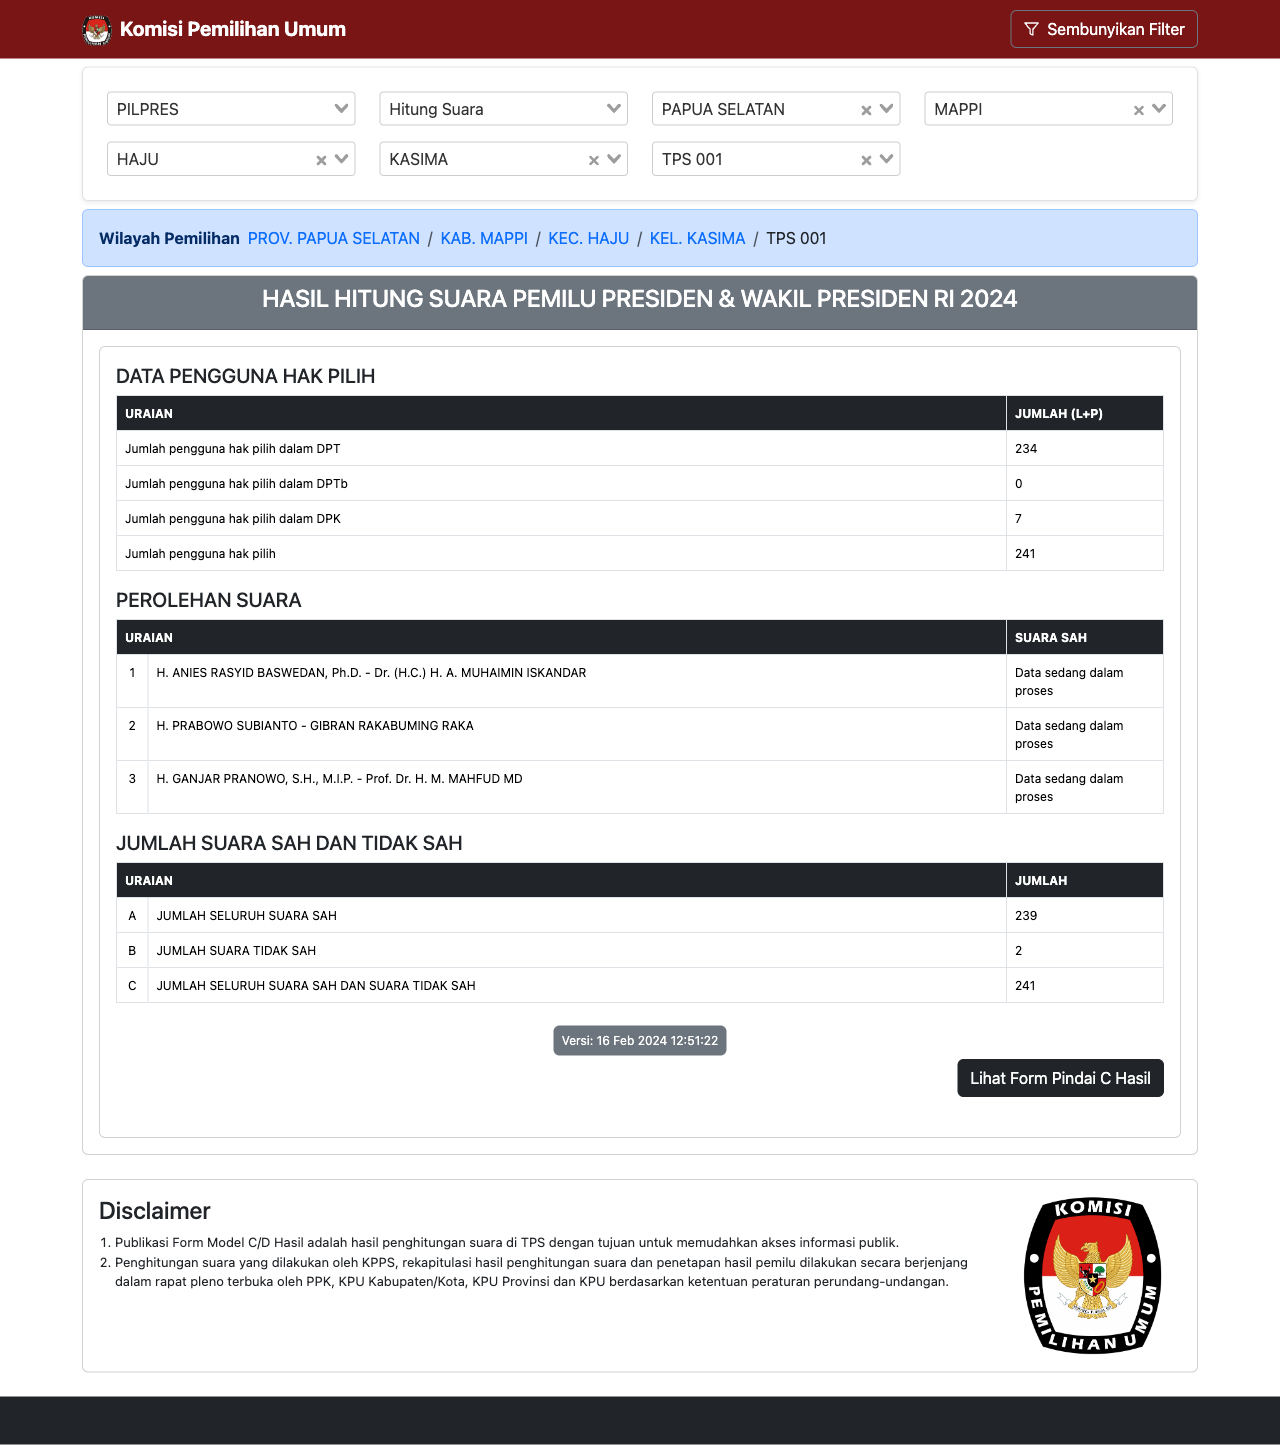 Komisi Pemilihan Umum
Sembunyikan Filter
PILPRES
Hitung Suara
PAPUA SELATAN
MAPPI
HAJU
KASIMA
TPS 001
Wilayah Pemilihan PROV. PAPUA SELATAN / KAB. MAPPI / KEC. HAJU / KEL. KASIMA / TPS 001
HASIL HITUNG SUARA PEMILU PRESIDEN & WAKIL PRESIDEN RI 2024
DATA PENGGUNA HAK PILIH
URAIAN JUMLAH (L+P)
Jumlah pengguna hak pilih dalam DPT 234
Jumlah pengguna hak pilih dalam DPTb 0
Jumlah pengguna hak pilih dalam DPK 7
Jumlah pengguna hak pilih 241
PEROLEHAN SUARA
URAIAN SUARA SAH
1 H. ANIES RASYID BASWEDAN, Ph.D. - Dr. (H.C.) H. A. MUHAIMIN ISKANDAR Data sedang dalam
proses
2 H. PRABOWO SUBIANTO - GIBRAN RAKABUMING RAKA Data sedang dalam
proses
3 H. GANJAR PRANOWO, S.H., M.I.P. - Prof. Dr. H. M. MAHFUD MD Data sedang dalam
proses
JUMLAH SUARA SAH DAN TIDAK SAH
URAIAN JUMLAH
A JUMLAH SELURUH SUARA SAH 239
B JUMLAH SUARA TIDAK SAH 2
C JUMLAH SELURUH SUARA SAH DAN SUARA TIDAK SAH 241
Versi: 16 Feb 2024 12:51:22
Lihat Form Pindai C Hasil
Disclaimer
1. Publikasi Form Model C/D Hasil adalah hasil penghitungan suara di TPS dengan tujuan untuk memudahkan akses informasi publik.
2. Penghitungan suara yang dilakukan oleh KPPS, rekapitulasi hasil penghitungan suara dan penetapan hasil pemilu dilakukan secara berjenjang
dalam rapat pleno terbuka oleh PPK, KPU Kabupaten/Kota, KPU Provinsi dan KPU berdasarkan ketentuan peraturan perundang-undangan.
KOMISI
PEMILIHAN UMUM